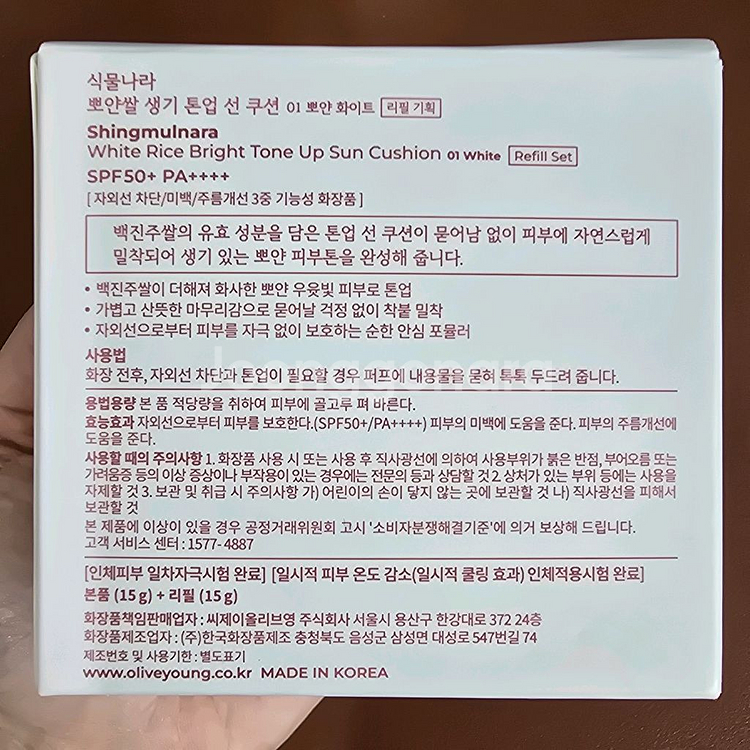 식물나라
뽀얀쌀 생기 톤업 선 쿠션 01 뽀얀 화이트 리필 기획
Shingmulnara
White Rice Bright Tone Up Sun Cushion 01 White Refill Set
SPF50+ PA++++
[ 자외선 차단/미백/주름개선 3중 기능성 화장품 ]
백진주쌀의 유효 성분을 담은 톤업 선 쿠션이 묻어남 없이 피부에 자연스럽게
밀착되어 생기 있는 뽀얀 피부톤을 완성해 줍니다.
• 백진주쌀이 더해져 화사한 뽀얀 우윳빛 피부로 톤업
• 가볍고 산뜻한 마무리감으로 묻어날 걱정 없이 착붙 밀착
• 자외선으로부터 피부를 자극 없이 보호하는 순한 안심 포뮬러
사용법
화장 전후, 자외선 차단과 톤업이 필요할 경우 퍼프에 내용물을 묻혀 톡톡 두드려 줍니다.
Joonggonara
용법용량 본 품 적당량을 취하여 피부에 골고루 펴 바른다.
효능효과 자외선으로부터 피부를 보호한다.(SPF50+/PA++++) 피부의 미백에 도움을 준다. 피부의 주름개선에
도움을 준다.
사용할 때의 주의사항 1. 화장품 사용 시 또는 사용 후 직사광선에 의하여 사용부위가 붉은 반점, 부어오름 또는
가려움증 등의 이상 증상이나 부작용이 있는 경우에는 전문의 등과 상담할 것 2. 상처가 있는 부위 등에는 사용을
자제할 것 3. 보관 및 취급 시 주의사항 가) 어린이의 손이 닿지 않는 곳에 보관할 것 나) 직사광선을 피해서
보관할 것
본 제품에 이상이 있을 경우 공정거래위원회 고시 '소비자분쟁해결기준'에 의거 보상해 드립니다.
고객 서비스 센터 : 1577- 4887
[인체피부 일차자극시험 완료] [일시적 피부 온도 감소(일시적 쿨링 효과) 인체적용시험 완료]
본품 (15 g) + 리필 (15 g)
화장품책임판매업자 : 씨제이올리브영 주식회사 서울시 용산구 한강대로 372 24층
화장품제조업자 : (주)한국화장품제조 충청북도 음성군 삼성면 대성로 547번길 74
제조번호 및 사용기한 : 별도표기
www.oliveyoung.co.kr MADE IN KOREA